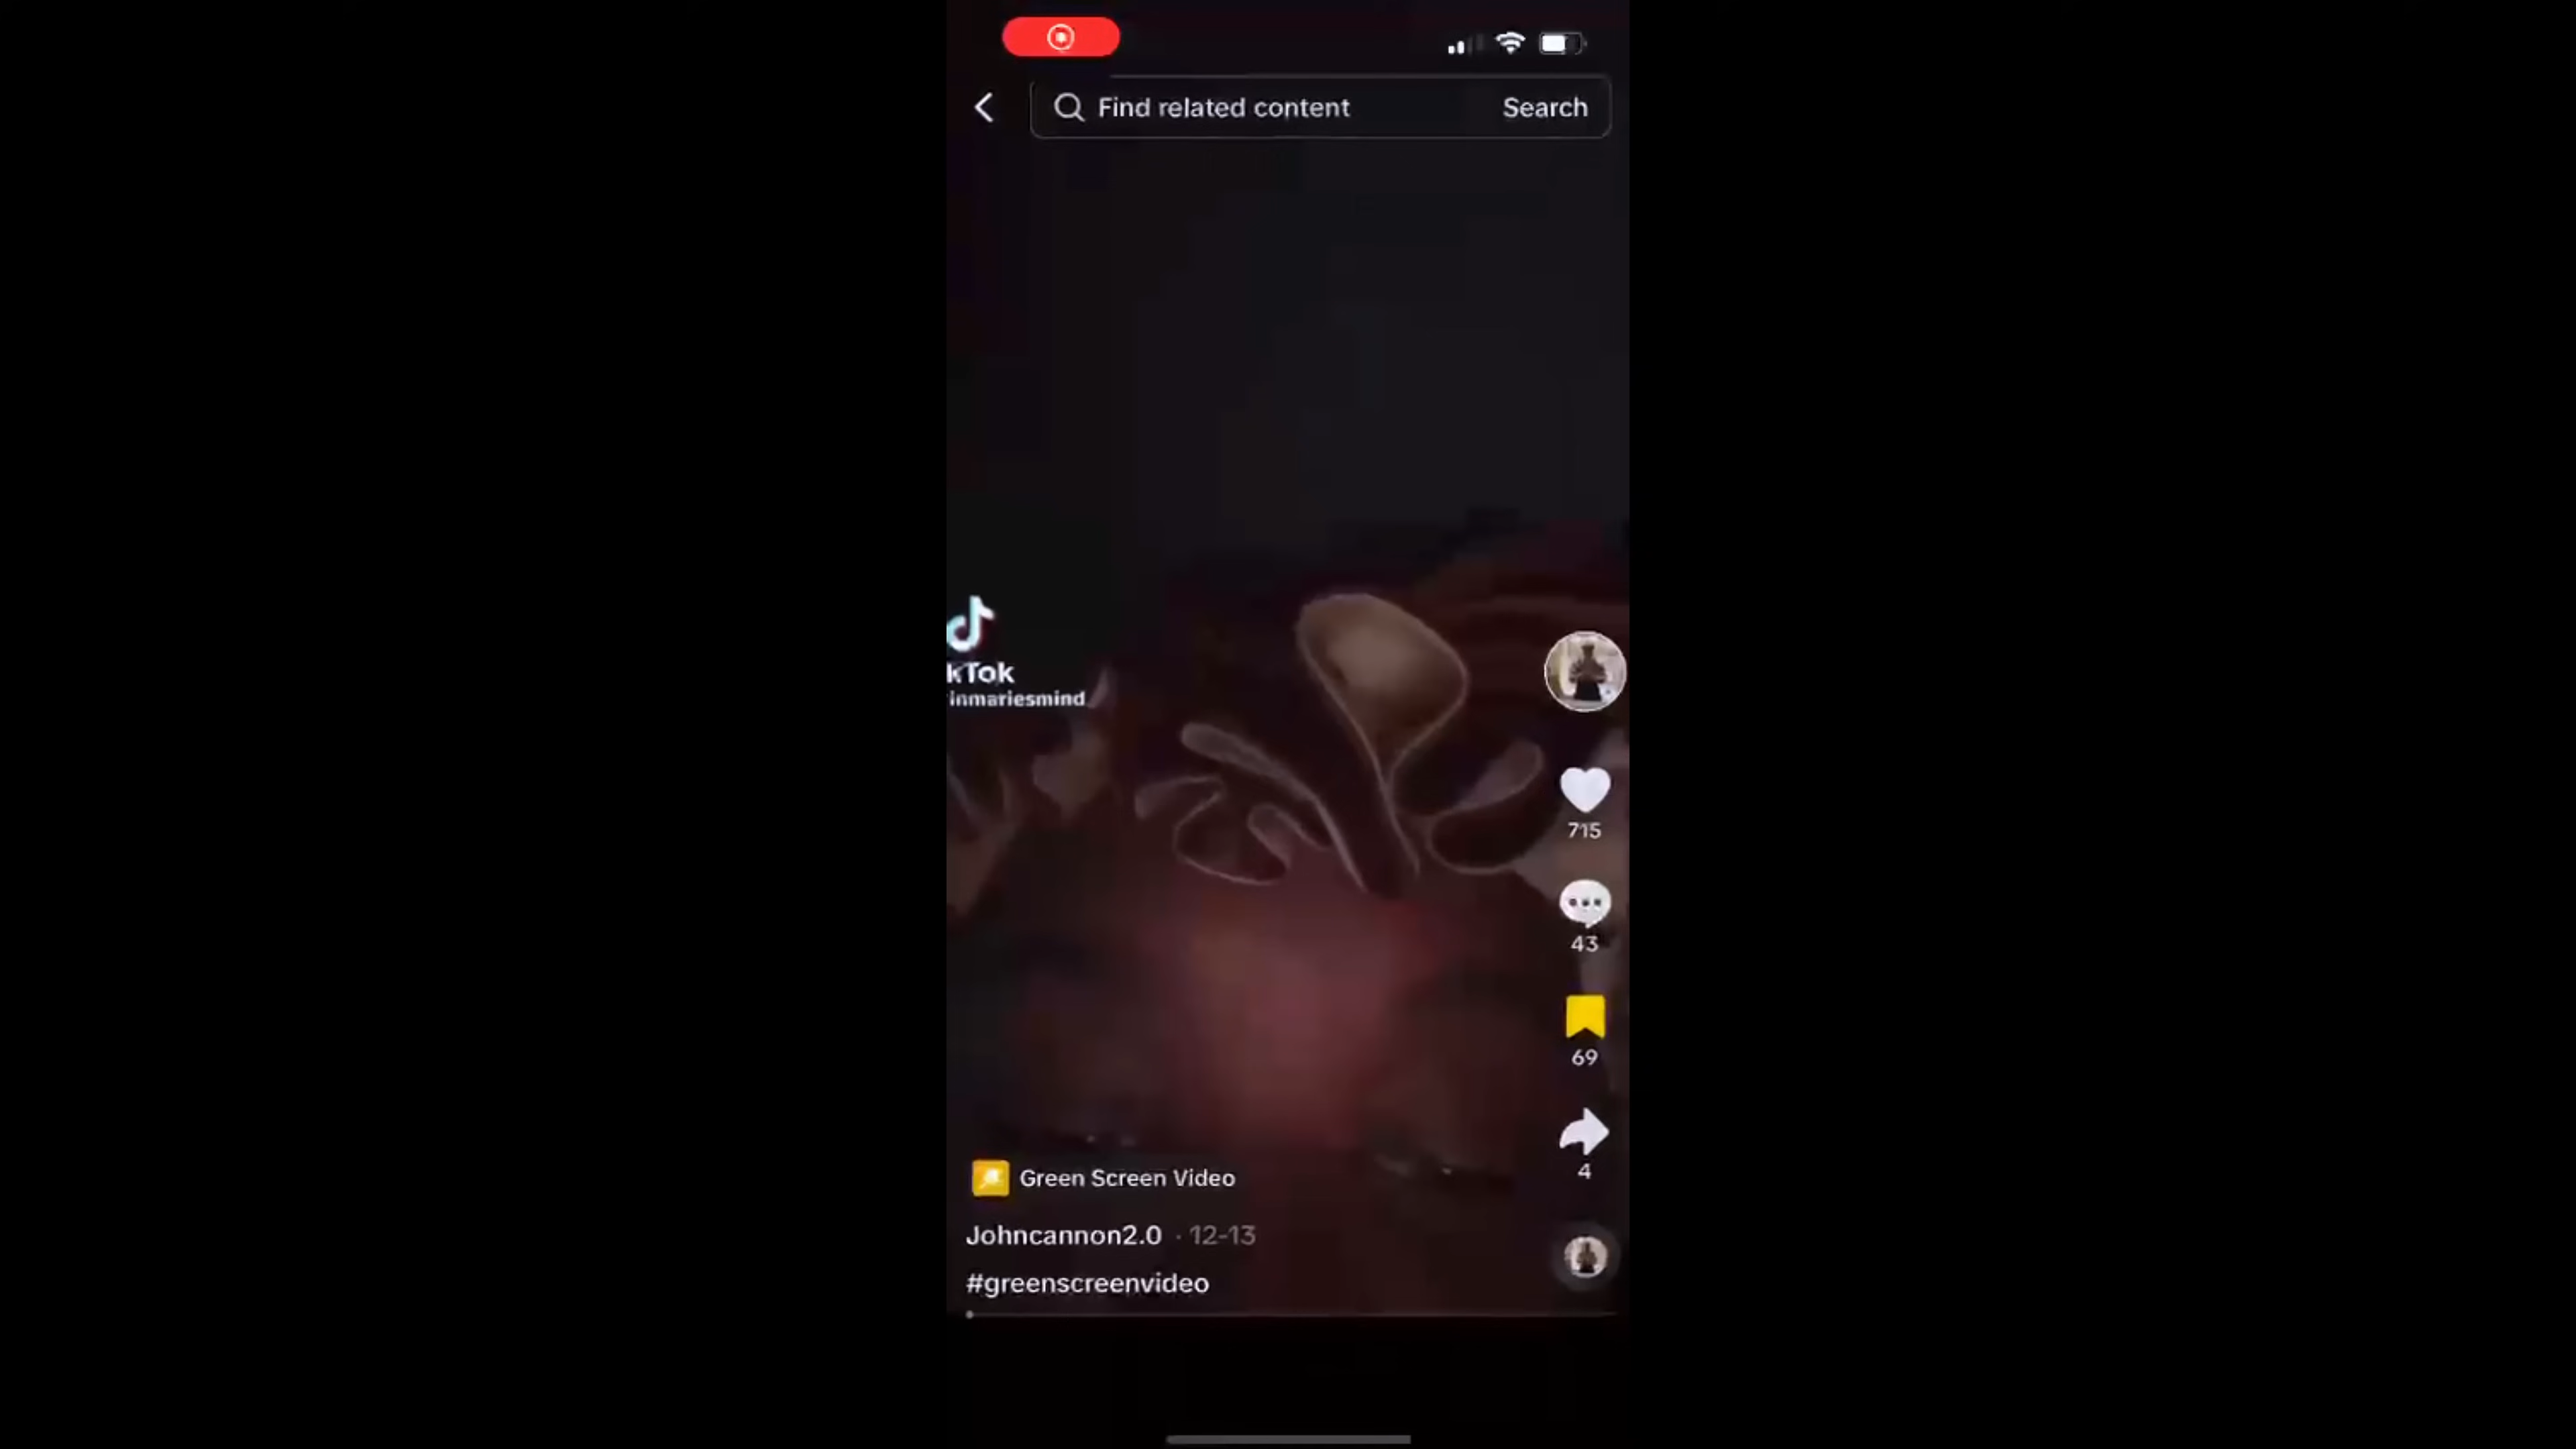 Find related content Search
kTok
inmariesmind
715
43
69
4
Green Screen Video
Johncannon2.0 · 12-13
#greenscreenvideo